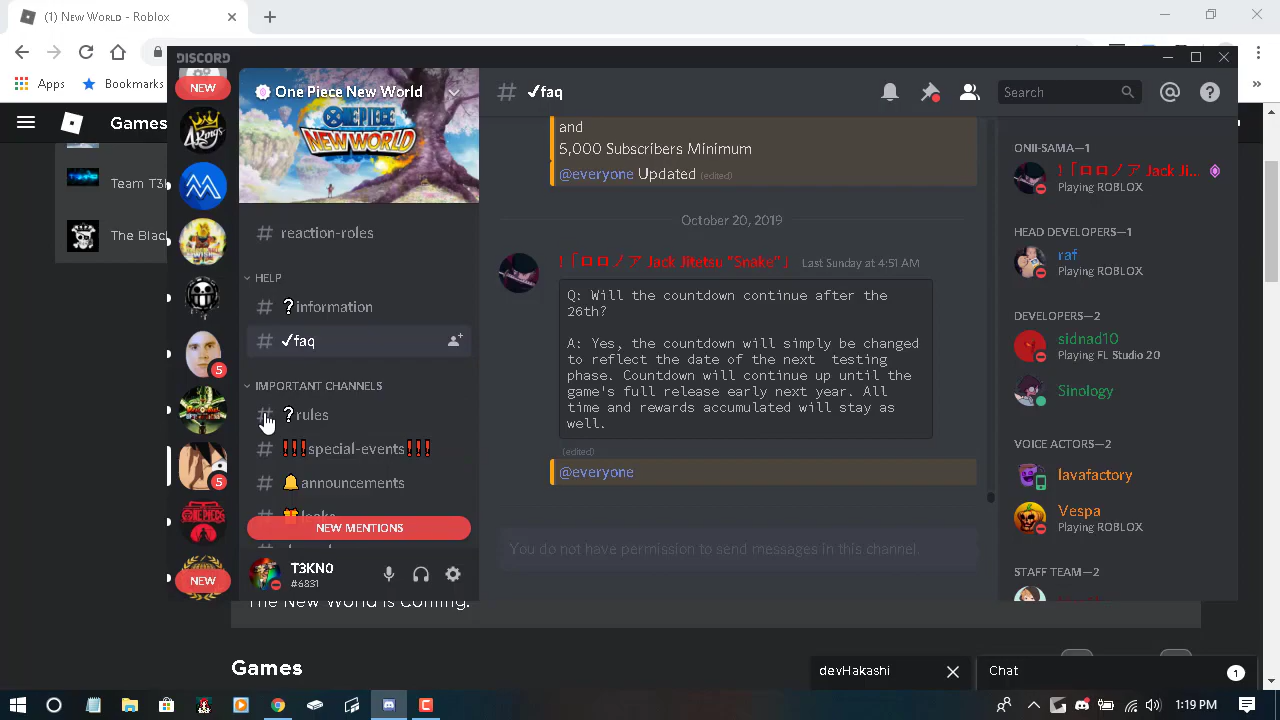 (1) New World - Roblox
Apps
Bookmarks
Games
Team T3K
The Blac
The New World is Coming.
Games
DISCORD
NEW
4KINGS
5
5
NEW
One Piece New World
ONE PIECE
NEW WORLD
reaction-roles
HELP
❓information
✓faq
IMPORTANT CHANNELS
❓rules
❗❗❗special-events❗❗❗
🔔announcements
NEW MENTIONS
T3KN0
#6831
✓faq
Search
and
5,000 Subscribers Minimum
@everyone Updated (edited)
October 20, 2019
!「ロロノア Jack Jitetsu "Snake"」 Last Sunday at 4:51 AM
Q: Will the countdown continue after the
26th?
A: Yes, the countdown will simply be changed
to reflect the date of the next testing
phase. Countdown will continue up until the
game's full release early next year. All
time and rewards accumulated will stay as
well.
(edited)
@everyone
You do not have permission to send messages in this channel.
ONII-SAMA—1
!「ロロノア Jack Ji...
Playing ROBLOX
HEAD DEVELOPERS—1
raf
Playing ROBLOX
DEVELOPERS—2
sidnad10
Playing FL Studio 20
Sinology
VOICE ACTORS—2
lavafactory
Vespa
Playing ROBLOX
STAFF TEAM—2
devHakashi
Chat
1
1:19 PM